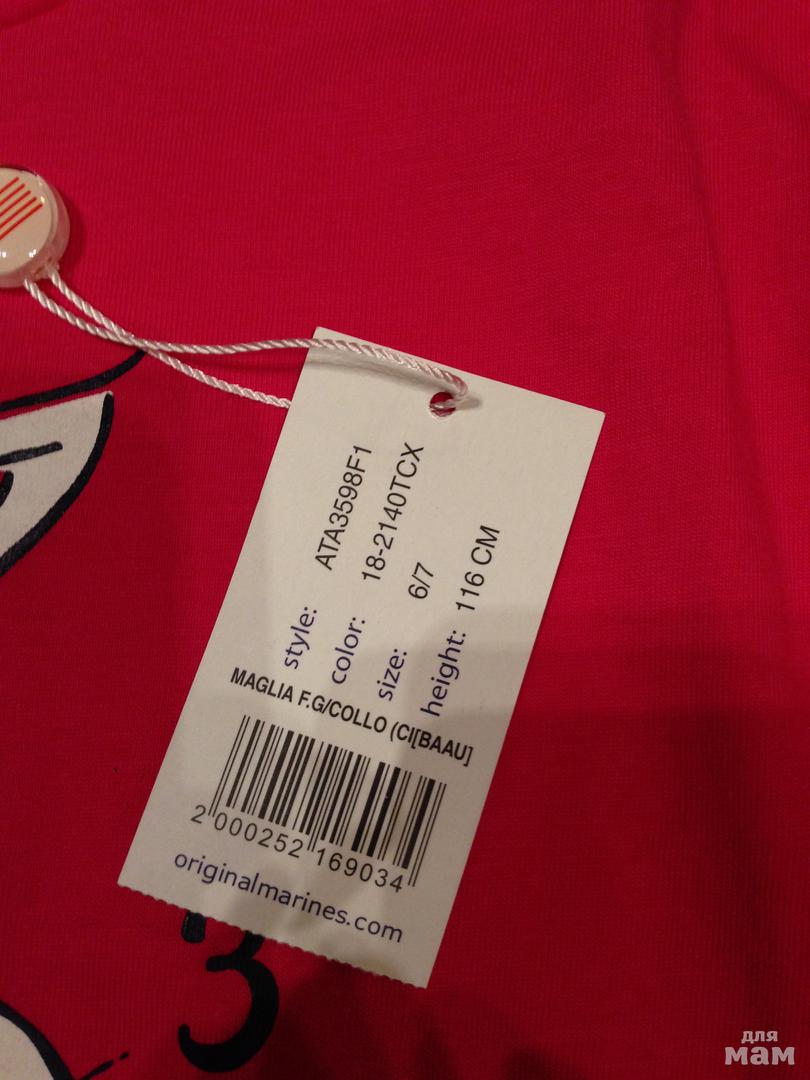 style: ATA3598F1
color: 18-2140TCX
size: 6/7
height: 116 CM
MAGLIA F.G/COLLO (CI[BAAU]
2 000252 169034
originalmarines.com
3
для
мам